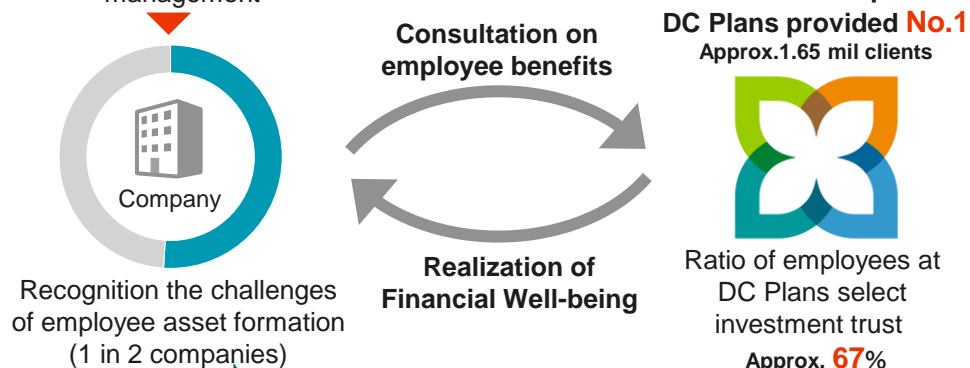 management
DC Plans provided No.1
Approx.1.65 mil clients
Consultation on
employee benefits
Company
Realization of
Financial Well-being
Recognition the challenges
of employee asset formation
(1 in 2 companies)
Ratio of employees at
DC Plans select
investment trust
Approx. 67%